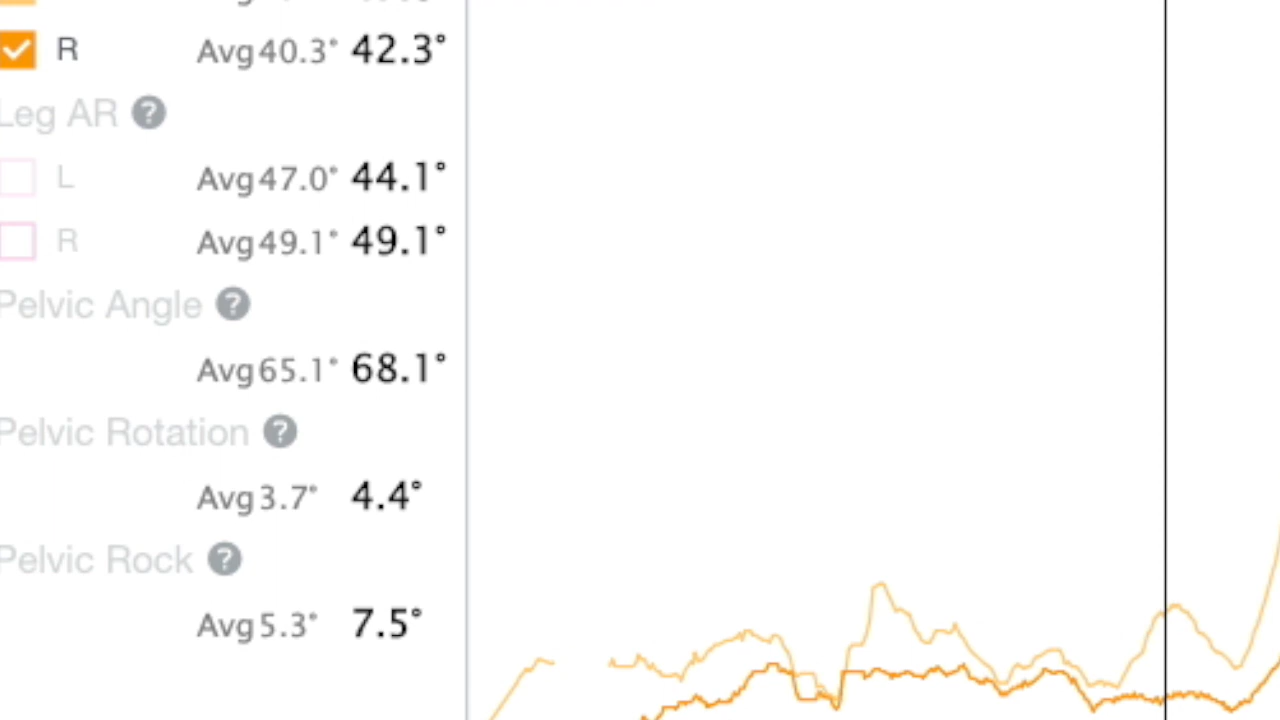 R Avg 40.3° 42.3°
Leg AR ?
L Avg 47.0° 44.1°
R Avg 49.1° 49.1°
Pelvic Angle ?
Avg 65.1° 68.1°
Pelvic Rotation ?
Avg 3.7° 4.4°
Pelvic Rock ?
Avg 5.3° 7.5°